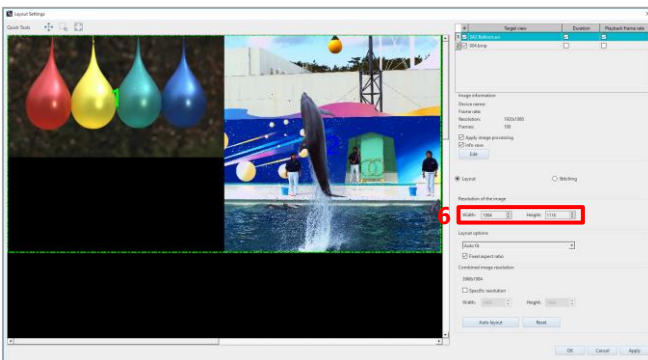 Layout Settings
Quick Tools
# Target view Duration Playback frame rate
004.bmp
Image information
Device name:
Frame rate:
Resolution: 1920x1080
Frames: 100
Apply image processing
Info view
Edit
Layout Stitching
Resolution of the image
6 Width: Height:
Layout options
Auto fit
Fixed aspect ratio
Combined image resolution
Specific resolution
Width: Height:
Auto layout Reset
OK Cancel Apply